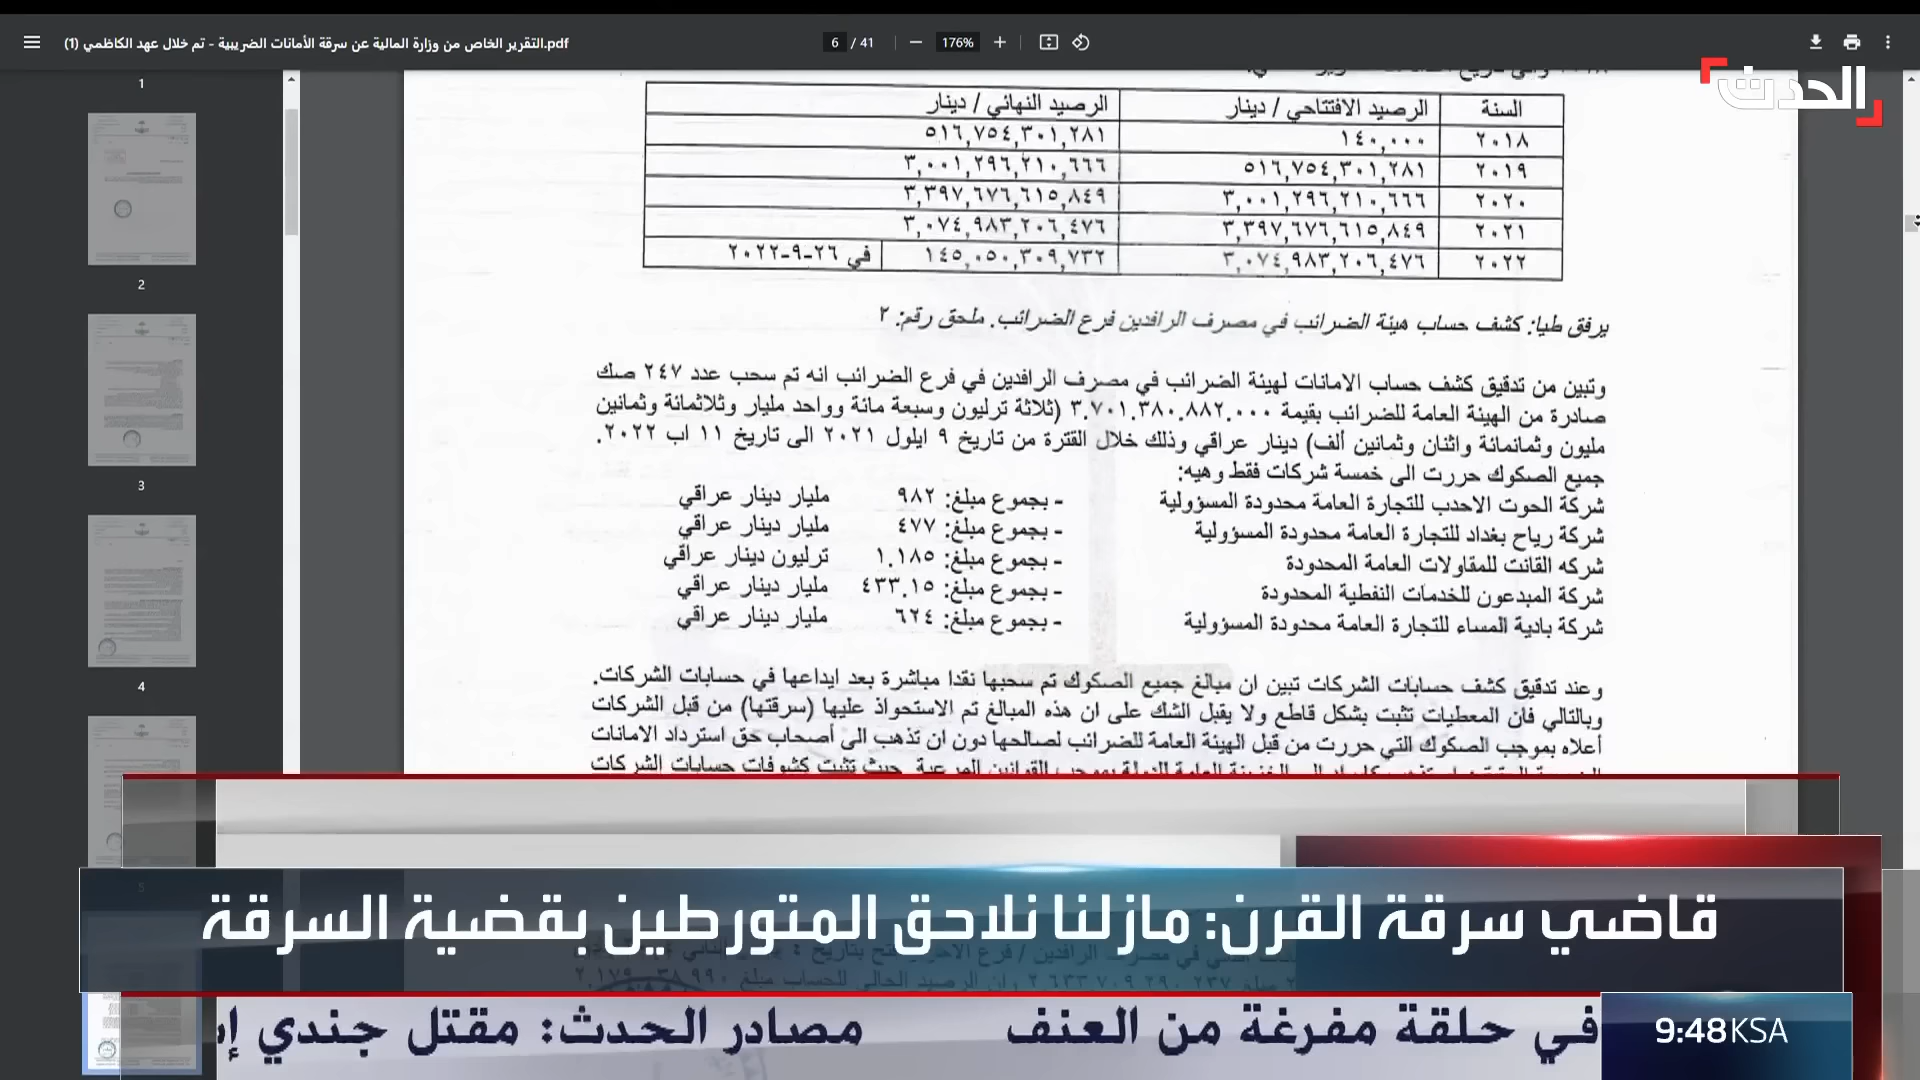 التقرير الخاص من وزارة المالية عن سرقة الأمانات الضريبية - تم خلال عهد الكاظمي (1).pdf
6 / 41
176%
الحدث
1
2
3
4
5
السنة الرصيد الافتتاحي / دينار الرصيد النهائي / دينار
٢٠١٨ ١٤٠,٠٠٠ ٥١٦,٧٥٤,٣٠١,٢٨١
٢٠١٩ ٥١٦,٧٥٤,٣٠١,٢٨١ ٣,٠٠١,٢٩٦,٢١٠,٦٦٦
٢٠٢٠ ٣,٠٠١,٢٩٦,٢١٠,٦٦٦ ٣,٣٩٧,٦٧٦,٦١٥,٨٤٩
٢٠٢١ ٣,٣٩٧,٦٧٦,٦١٥,٨٤٩ ٣,٠٧٤,٩٨٣,٢٠٦,٤٧٦
٢٠٢٢ ٣,٠٧٤,٩٨٣,٢٠٦,٤٧٦ ١٤٥,٠٥٠,٣٠٩,٧٣٢ في ٢٦-٩-٢٠٢٢
يرفق طيا: كشف حساب هيئة الضرائب في مصرف الرافدين فرع الضرائب. ملحق رقم: ٢
وتبين من تدقيق كشف حساب الامانات لهيئة الضرائب في مصرف الرافدين في فرع الضرائب انه تم سحب عدد ٢٤٧ صك
صادرة من الهيئة العامة للضرائب بقيمة ٣.٧٠١.٣٨٠.٨٨٢.٠٠٠ (ثلاثة ترليون وسبعة مائة وواحد مليار وثلاثمائة وثمانين
مليون وثمانمائة واثنان وثمانين ألف) دينار عراقي وذلك خلال القترة من تاريخ ٩ ايلول ٢٠٢١ الى تاريخ ١١ اب ٢٠٢٢.
جميع الصكوك حررت الى خمسة شركات فقط وهيه:
شركة الحوت الاحدب للتجارة العامة محدودة المسؤولية - بجموع مبلغ: ٩٨٢ مليار دينار عراقي
شركة رياح بغداد للتجارة العامة محدودة المسؤولية - بجموع مبلغ: ٤٧٧ مليار دينار عراقي
شركه القانت للمقاولات العامة المحدودة - بجموع مبلغ: ١.١٨٥ ترليون دينار عراقي
شركة المبدعون للخدمات النفطية المحدودة - بجموع مبلغ: ٤٣٣.١٥ مليار دينار عراقي
شركة بادية المساء للتجارة العامة محدودة المسؤولية - بجموع مبلغ: ٦٢٤ مليار دينار عراقي
وعند تدقيق كشف حسابات الشركات تبين ان مبالغ جميع الصكوك تم سحبها نقدا مباشرة بعد ايداعها في حسابات الشركات.
وبالتالي فان المعطيات تثبت بشكل قاطع ولا يقبل الشك على ان هذه المبالغ تم الاستحواذ عليها (سرقتها) من قبل الشركات
أعلاه بموجب الصكوك التي حررت من قبل الهيئة العامة للضرائب لصالحها دون ان تذهب الى أصحاب حق استرداد الامانات
قاضي سرقة القرن: مازلنا نلاحق المتورطين بقضية السرقة
في حلقة مفرغة من العنف مصادر الحدث: مقتل جندي
9:48 KSA